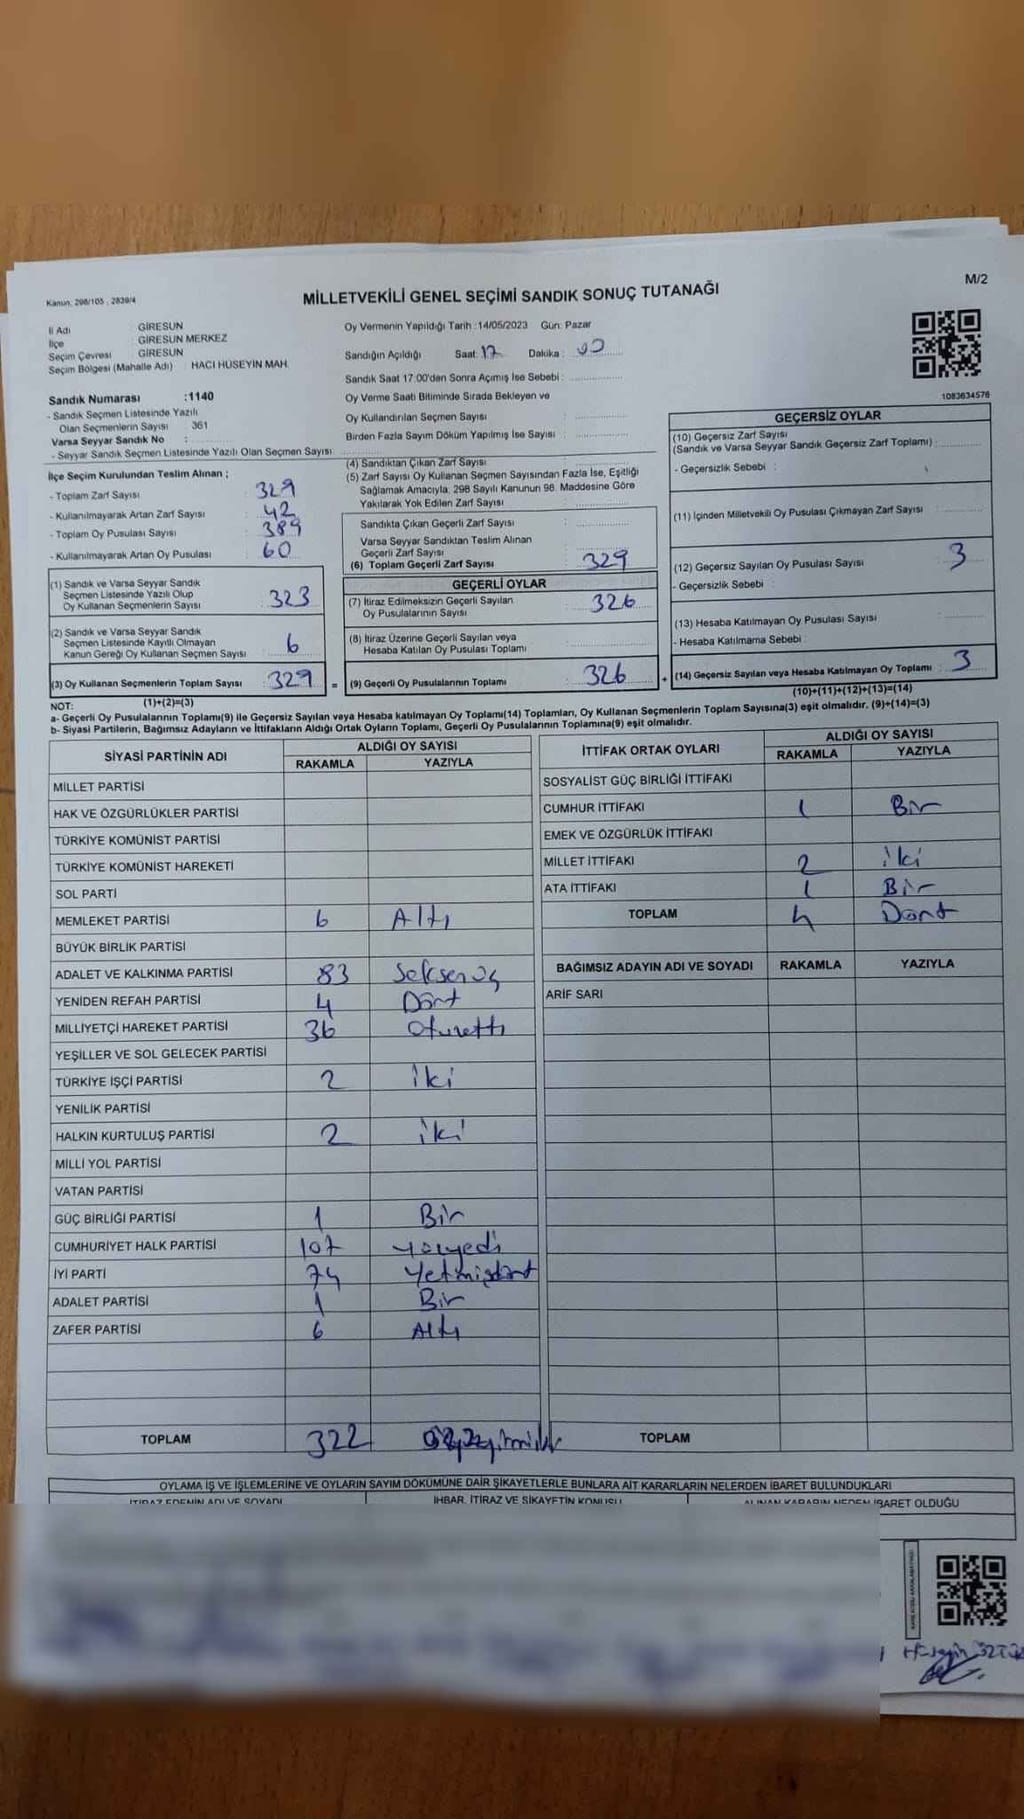 M/2
Kanun. 298/105 , 2839/4
MİLLETVEKİLİ GENEL SEÇİMİ SANDIK SONUÇ TUTANAĞI
İl Adı GİRESUN
İlçe GİRESUN MERKEZ
Seçim Çevresi GİRESUN
Seçim Bölgesi (Mahalle Adı) HACI HÜSEYİN MAH.
Sandık Numarası :1140
- Sandık Seçmen Listesinde Yazılı
Olan Seçmenlerin Sayısı 361
Varsa Seyyar Sandık No :
- Seyyar Sandık Seçmen Listesinde Yazılı Olan Seçmen Sayısı
Oy Vermenin Yapıldığı Tarih :14/05/2023 Gün: Pazar
Sandığın Açıldığı Saat: 17 Dakika : 00
Sandık Saat 17:00'dan Sonra Açımış İse Sebebi :
Oy Verme Saati Bitiminde Sırada Bekleyen ve
Oy Kullandırılan Seçmen Sayısı
Birden Fazla Sayım Döküm Yapılmış İse Sayısı :
1083634576
İlçe Seçim Kurulundan Teslim Alınan ;
- Toplam Zarf Sayısı 329
- Kullanılmayarak Artan Zarf Sayısı : 42
- Toplam Oy Pusulası Sayısı : 389
- Kullanılmayarak Artan Oy Pusulası : 60
(1) Sandık ve Varsa Seyyar Sandık
Seçmen Listesinde Yazılı Olup
Oy Kullanan Seçmenlerin Sayısı : 323
(2) Sandık ve Varsa Seyyar Sandık
Seçmen Listesinde Kayıtlı Olmayan
Kanun Gereği Oy Kullanan Seçmen Sayısı : 6
(3) Oy Kullanan Seçmenlerin Toplam Sayısı : 329 =
(1)+(2)=(3)
(4) Sandıktan Çıkan Zarf Sayısı
(5) Zarf Sayısı Oy Kullanan Seçmen Sayısından Fazla İse, Eşitliği
Sağlamak Amacıyla, 298 Sayılı Kanunun 98. Maddesine Göre
Yakılarak Yok Edilen Zarf Sayısı :
Sandıkta Çıkan Geçerli Zarf Sayısı :
Varsa Seyyar Sandıktan Teslim Alınan
Geçerli Zarf Sayısı :
(6) Toplam Geçerli Zarf Sayısı : 329
GEÇERLİ OYLAR
(7) İtiraz Edilmeksizin Geçerli Sayılan
Oy Pusulalarının Sayısı : 326
(8) İtiraz Üzerine Geçerli Sayılan veya
Hesaba Katılan Oy Pusulası Toplamı :
(9) Geçerli Oy Pusulalarının Toplamı : 326 +
GEÇERSİZ OYLAR
(10) Geçersiz Zarf Sayısı
(Sandık ve Varsa Seyyar Sandık Geçersiz Zarf Toplamı) :
- Geçersizlik Sebebi :
(11) İçinden Milletvekili Oy Pusulası Çıkmayan Zarf Sayısı :
(12) Geçersiz Sayılan Oy Pusulası Sayısı : 3
- Geçersizlik Sebebi :
(13) Hesaba Katılmayan Oy Pusulası Sayısı :
- Hesaba Katılmama Sebebi :
(14) Geçersiz Sayılan veya Hesaba Katılmayan Oy Toplamı : 3
(10)+(11)+(12)+(13)=(14)
NOT:
a- Geçerli Oy Pusulalarının Toplamı(9) ile Geçersiz Sayılan veya Hesaba katılmayan Oy Toplamı(14) Toplamları, Oy Kullanan Seçmenlerin Toplam Sayısına(3) eşit olmalıdır. (9)+(14)=(3)
b- Siyasi Partilerin, Bağımsız Adayların ve İttifakların Aldığı Ortak Oyların Toplamı, Geçerli Oy Pusulalarının Toplamına(9) eşit olmalıdır.
SİYASİ PARTİNİN ADI ALDIĞI OY SAYISI
RAKAMLA YAZIYLA
MİLLET PARTİSİ
HAK VE ÖZGÜRLÜKLER PARTİSİ
TÜRKİYE KOMÜNİST PARTİSİ
TÜRKİYE KOMÜNİST HAREKETİ
SOL PARTİ
MEMLEKET PARTİSİ 6 Altı
BÜYÜK BİRLİK PARTİSİ
ADALET VE KALKINMA PARTİSİ 83 Seksenüç
YENİDEN REFAH PARTİSİ 4 Dört
MİLLİYETÇİ HAREKET PARTİSİ 36 Otuzaltı
YEŞİLLER VE SOL GELECEK PARTİSİ
TÜRKİYE İŞÇİ PARTİSİ 2 iki
YENİLİK PARTİSİ
HALKIN KURTULUŞ PARTİSİ 2 iki
MİLLİ YOL PARTİSİ
VATAN PARTİSİ
GÜÇ BİRLİĞİ PARTİSİ 1 Bir
CUMHURİYET HALK PARTİSİ 107 Yüzyedi
İYİ PARTİ 74 Yetmişdört
ADALET PARTİSİ 1 Bir
ZAFER PARTİSİ 6 Altı
TOPLAM 322
İTTİFAK ORTAK OYLARI ALDIĞI OY SAYISI
RAKAMLA YAZIYLA
SOSYALİST GÜÇ BİRLİĞİ İTTİFAKI
CUMHUR İTTİFAKI 1 Bir
EMEK VE ÖZGÜRLÜK İTTİFAKI
MİLLET İTTİFAKI 2 iki
ATA İTTİFAKI 1 Bir
TOPLAM 4 Dört
BAĞIMSIZ ADAYIN ADI VE SOYADI RAKAMLA YAZIYLA
ARİF SARI
TOPLAM
OYLAMA İŞ VE İŞLEMLERİNE VE OYLARIN SAYIM DÖKÜMÜNE DAİR ŞİKAYETLERLE BUNLARA AİT KARARLARIN NELERDEN İBARET BULUNDUKLARI
İTİRAZ EDENİN ADI VE SOYADI İHBAR, İTİRAZ VE ŞİKAYETİN KONUSU ALINAN KARARIN NEDEN İBARET OLDUĞU
Hüseyin